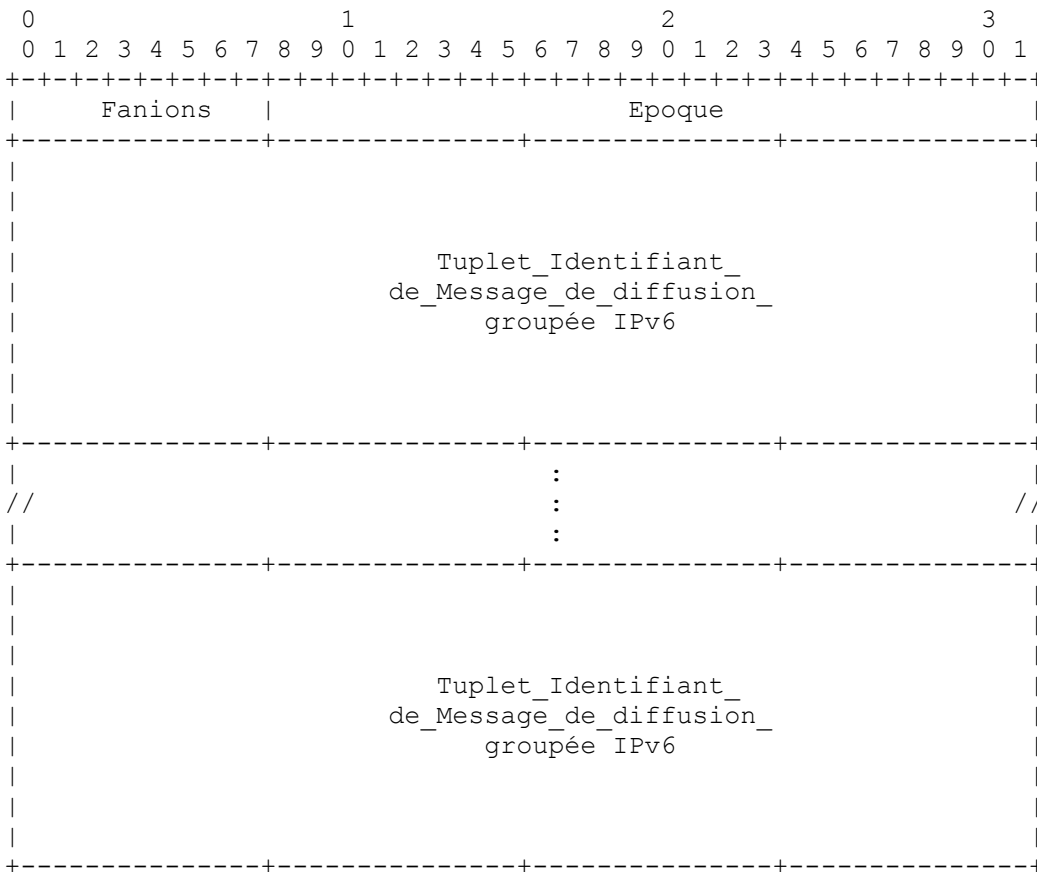 0                   1                   2                   3
0 1 2 3 4 5 6 7 8 9 0 1 2 3 4 5 6 7 8 9 0 1 2 3 4 5 6 7 8 9 0 1
+-+-+-+-+-+-+-+-+-+-+-+-+-+-+-+-+-+-+-+-+-+-+-+-+-+-+-+-+-+-+-+-+
| Fanions | Epoque |
+---------------+---------------+---------------+---------------+
Tuplet_Identifiant_
de_Message_de_diffusion_
groupée IPv6
+---------------+---------------+---------------+---------------+
| : |
// : //
| : |
+---------------+---------------+---------------+---------------+
Tuplet_Identifiant_
de_Message_de_diffusion_
groupée IPv6
+---------------+---------------+---------------+---------------+